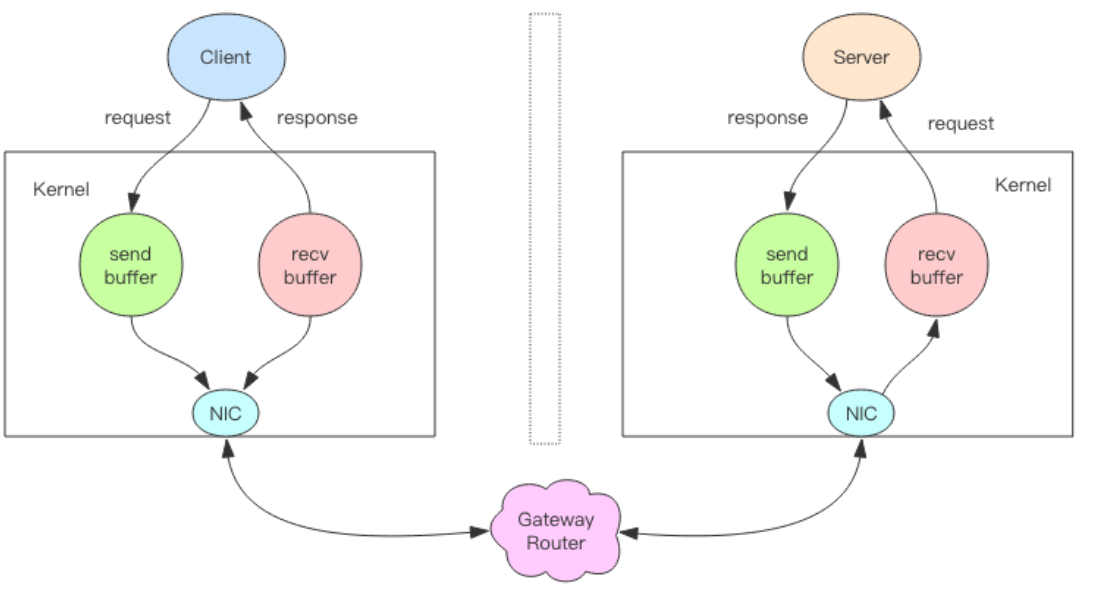 Client
Server
request
response
response
request
Kernel
Kernel
send
buffer
recv
buffer
send
buffer
recv
buffer
NIC
NIC
Gateway
Router